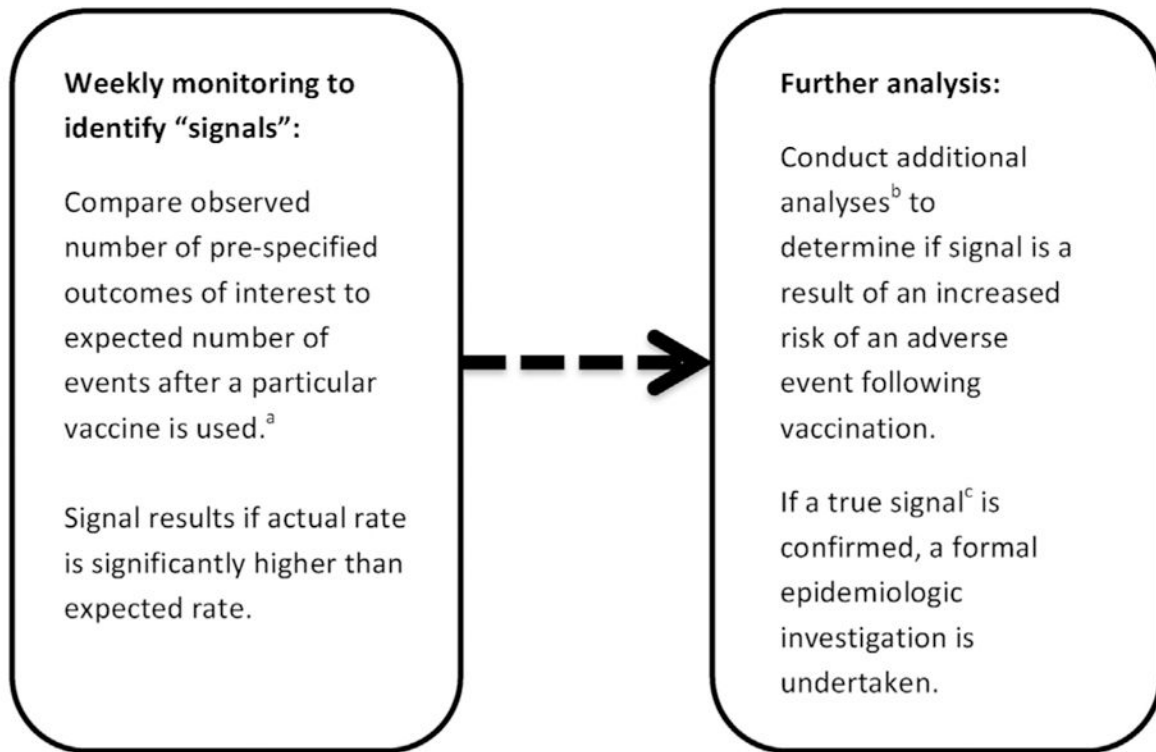 Weekly monitoring to
identify “signals”:
Compare observed
number of pre-specified
outcomes of interest to
expected number of
events after a particular
vaccine is used.a
Signal results if actual rate
is significantly higher than
expected rate.
Further analysis:
Conduct additional
analysesb to
determine if signal is a
result of an increased
risk of an adverse
event following
vaccination.
If a true signalc is
confirmed, a formal
epidemiologic
investigation is
undertaken.